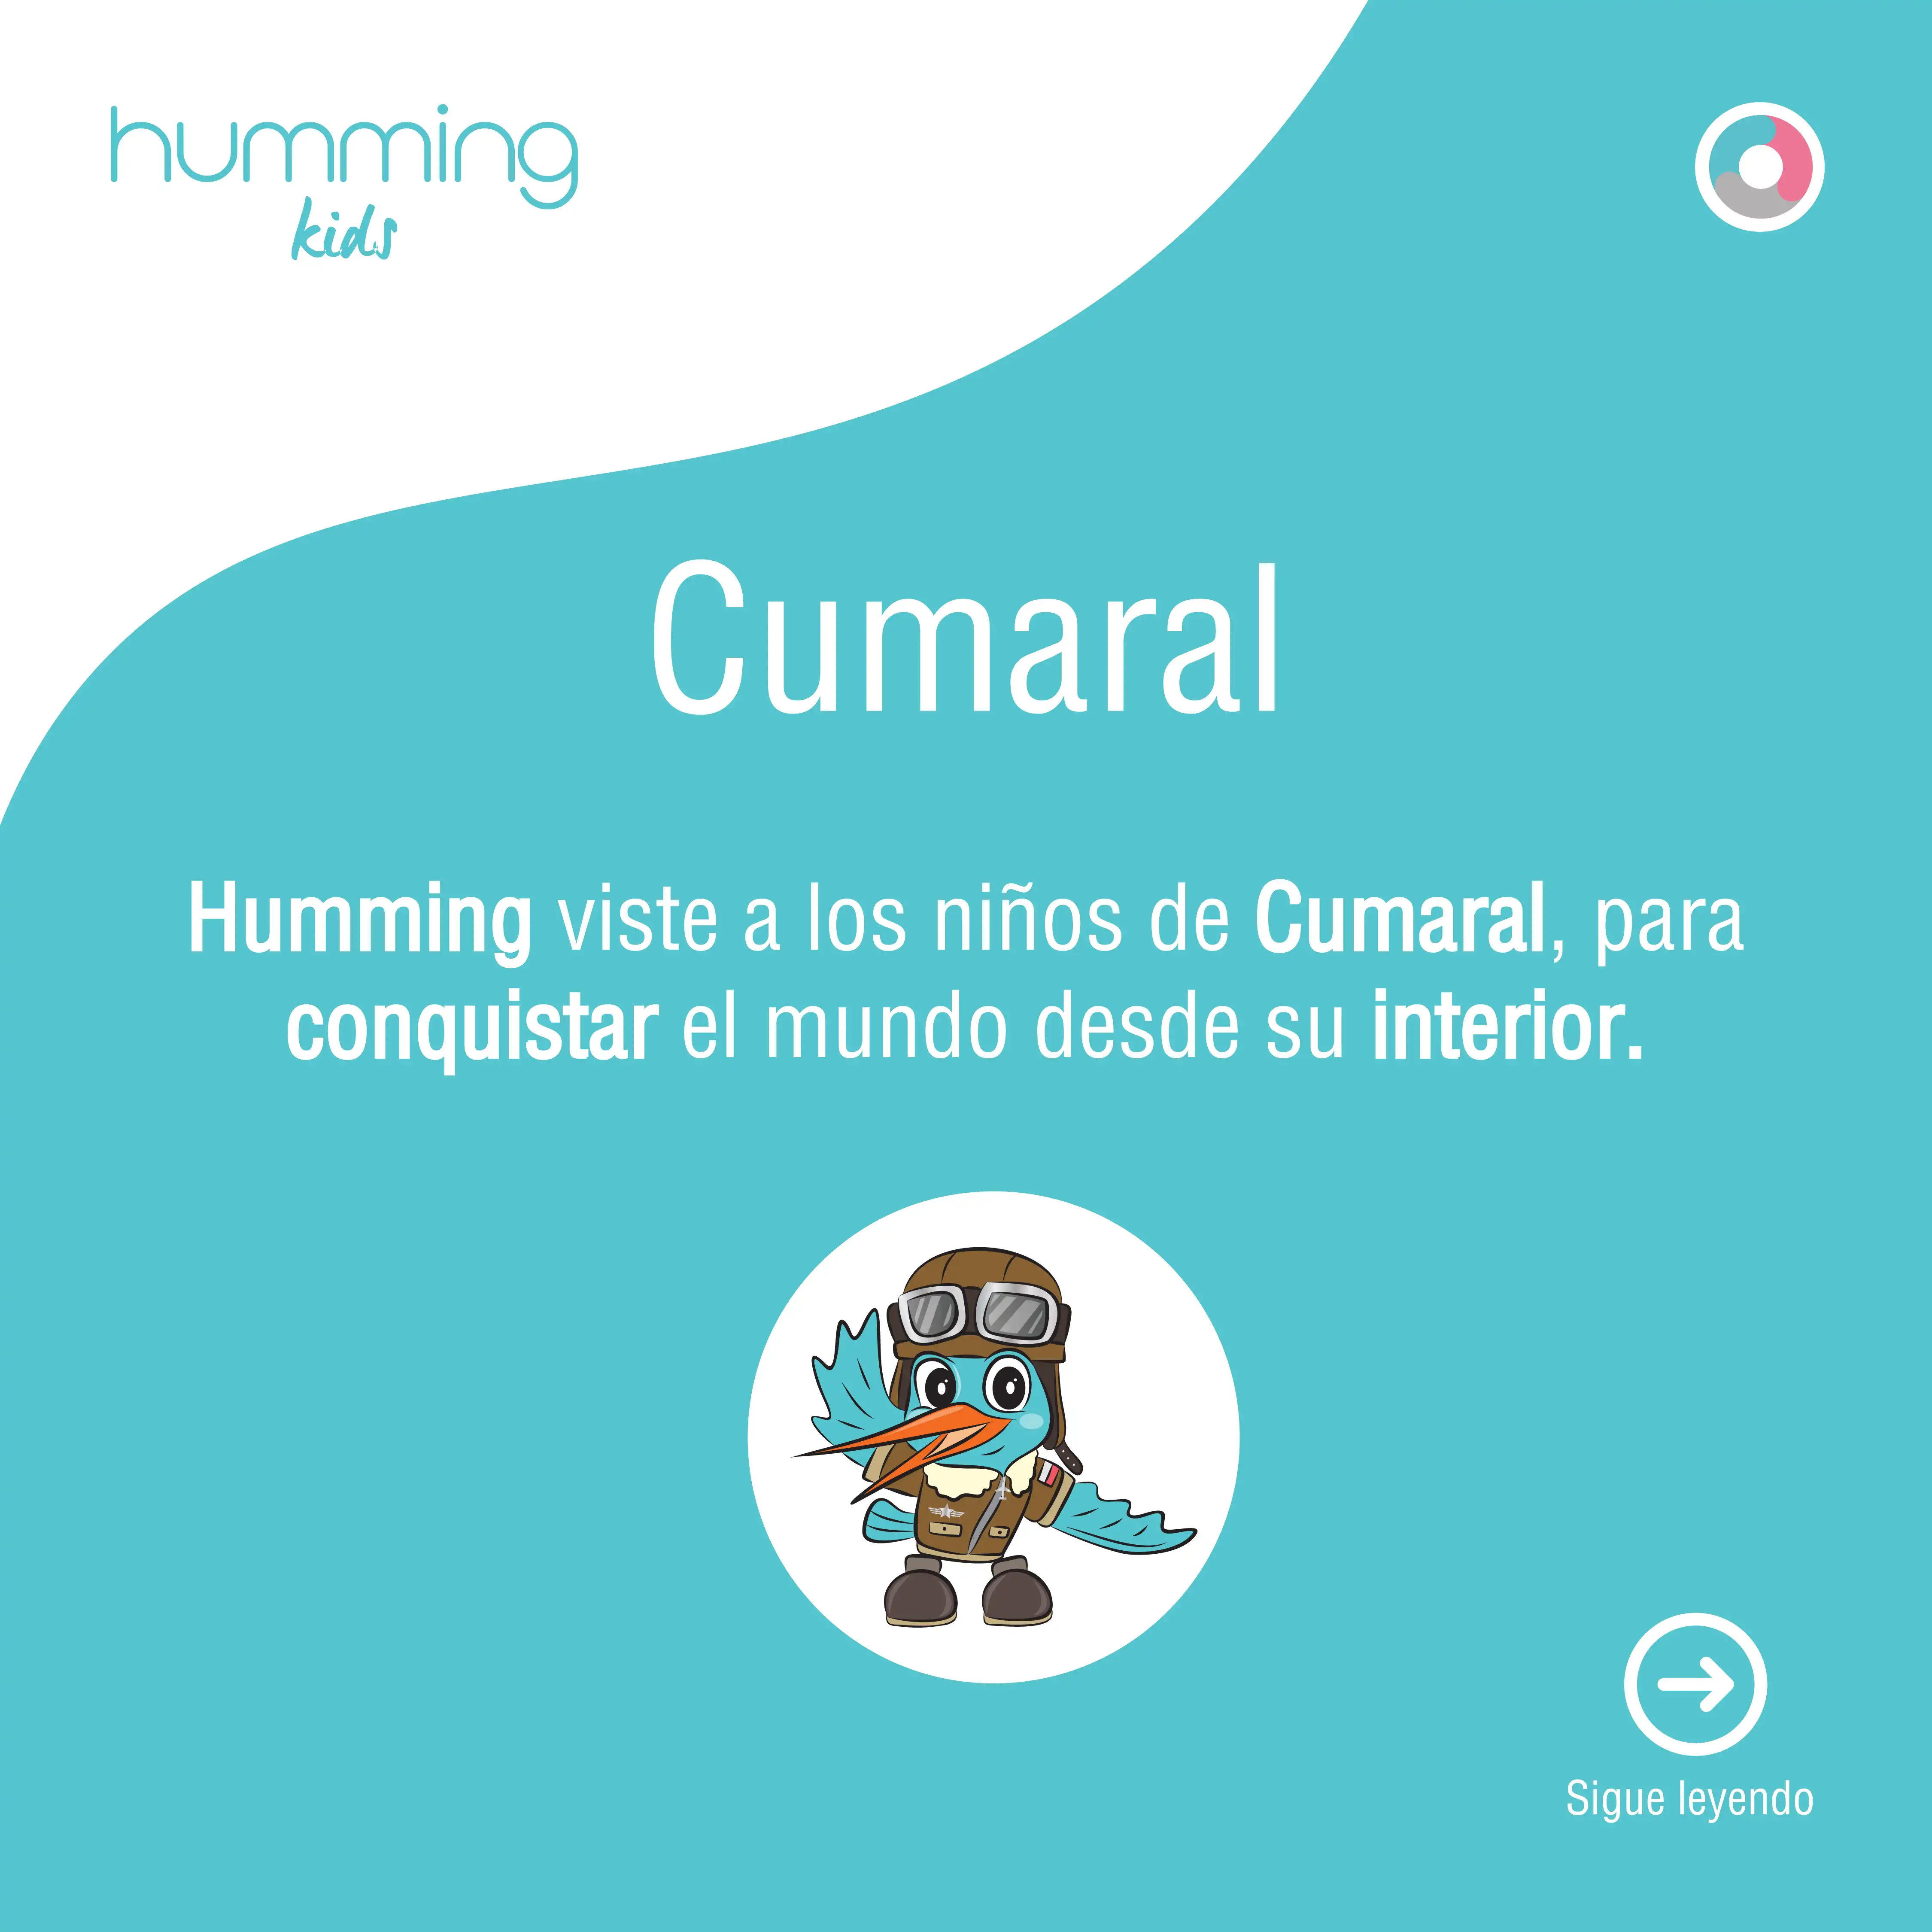 humming
kids
Cumaral
Humming viste a los niños de Cumaral, para
conquistar el mundo desde su interior.
Sigue leyendo